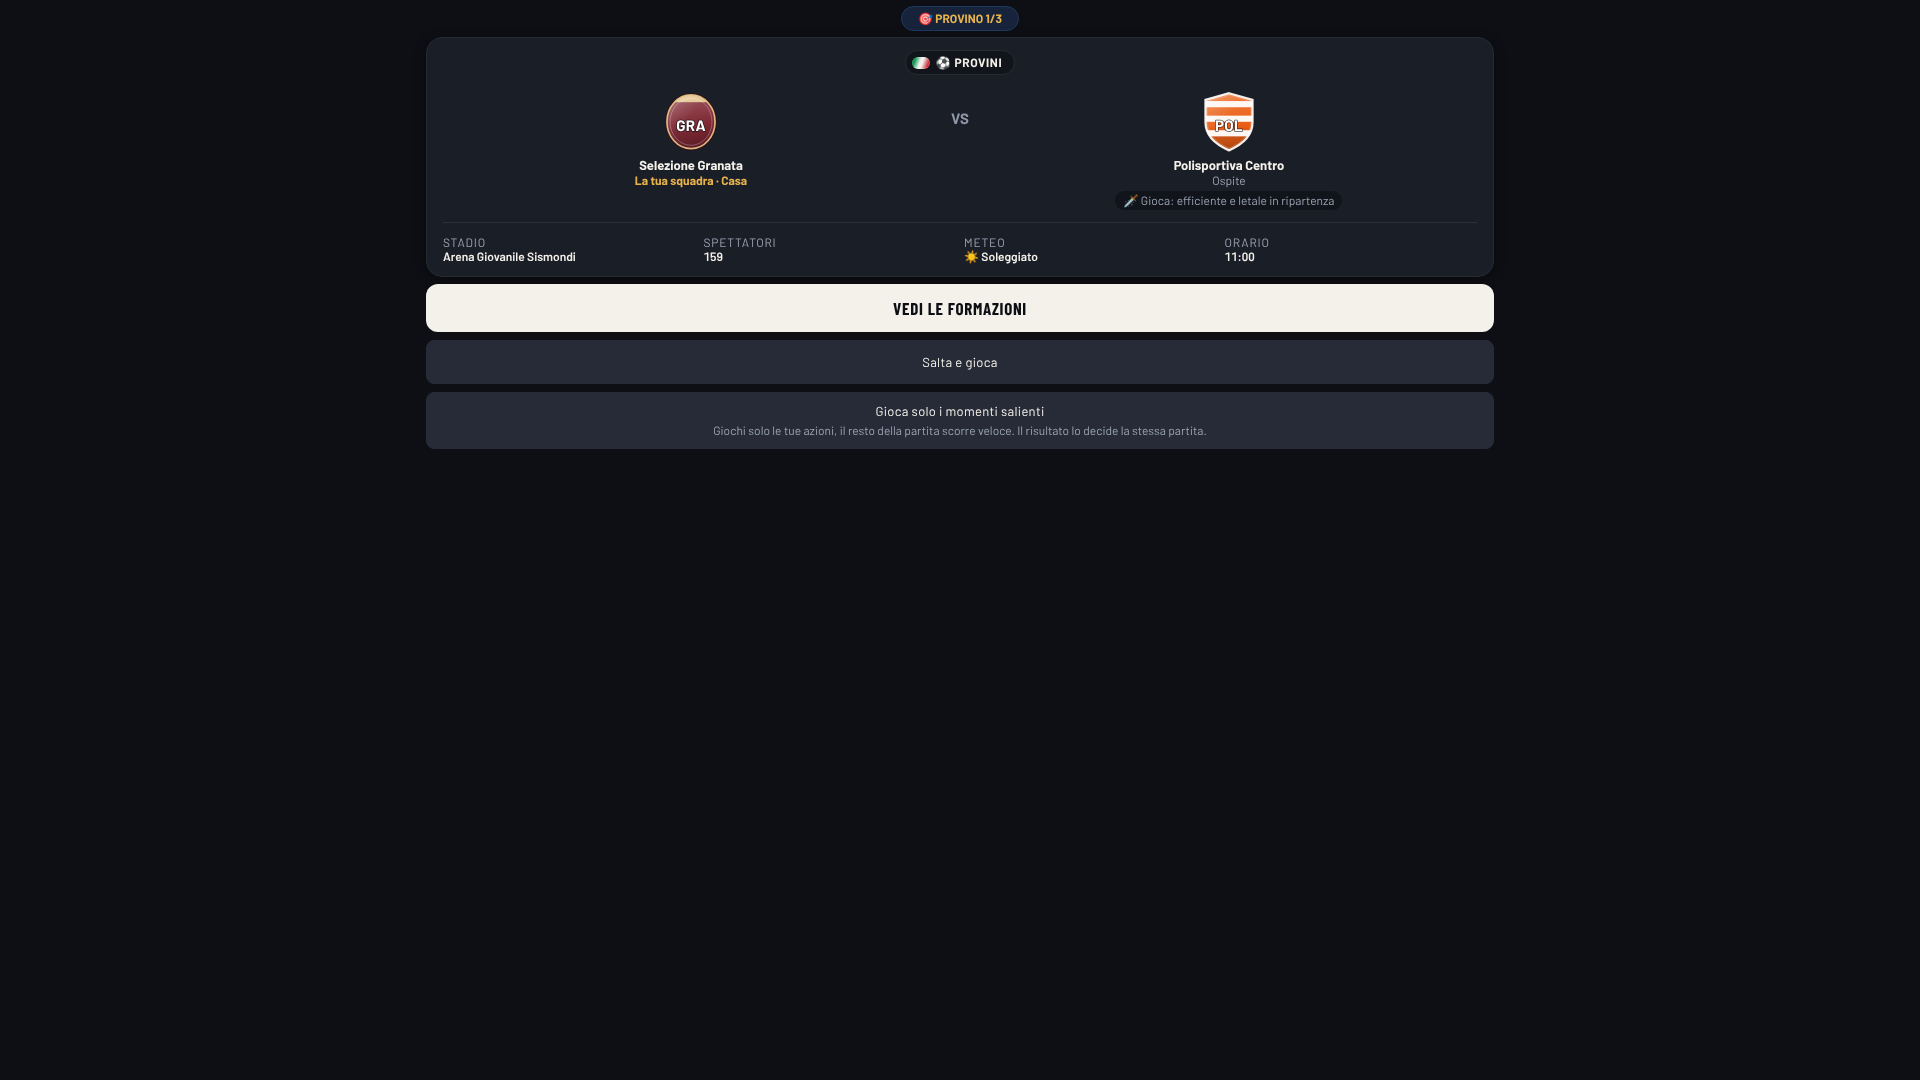 🎯 PROVINO 1/3
⚽ PROVINI
GRA
VS
POL
Selezione Granata
Polisportiva Centro
La tua squadra · Casa
Ospite
Gioca: efficiente e letale in ripartenza
STADIO
SPETTATORI
METEO
ORARIO
Arena Giovanile Sismondi
159
☀️ Soleggiato
11:00
VEDI LE FORMAZIONI
Salta e gioca
Gioca solo i momenti salienti
Giochi solo le tue azioni, il resto della partita scorre veloce. Il risultato lo decide la stessa partita.